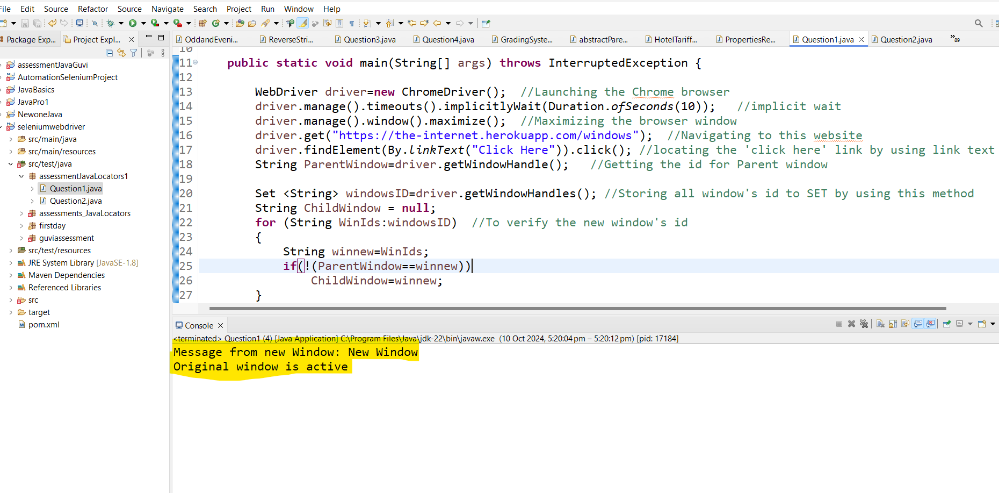 File Edit Source Refactor Source Navigate Search Project Run Window Help
Package Exp... Project Expl...
OddandEveni... ReverseStri... Question3.java Question4.java GradingSyste... abstractPare... HotelTariff... PropertiesRe... Question1.java Question2.java »89
assessmentJavaGuvi
AutomationSeleniumProject
JavaBasics
JavaPro1
NewoneJava
seleniumwebdriver
src/main/java
src/main/resources
src/test/java
assessmentJavaLocators1
Question1.java
Question2.java
assessments_JavaLocators
firstday
guviassessment
src/test/resources
JRE System Library [JavaSE-1.8]
Maven Dependencies
Referenced Libraries
src
target
pom.xml
10
11 public static void main(String[] args) throws InterruptedException {
12
13 WebDriver driver=new ChromeDriver(); //Launching the Chrome browser
14 driver.manage().timeouts().implicitlyWait(Duration.ofSeconds(10)); //implicit wait
15 driver.manage().window().maximize(); //Maximizing the browser window
16 driver.get("https://the-internet.herokuapp.com/windows"); //Navigating to this website
17 driver.findElement(By.linkText("Click Here")).click(); //locating the 'click here' link by using link text
18 String ParentWindow=driver.getWindowHandle(); //Getting the id for Parent window
19
20 Set <String> windowsID=driver.getWindowHandles(); //Storing all window's id to SET by using this method
21 String ChildWindow = null;
22 for (String WinIds:windowsID) //To verify the new window's id
23 {
24 String winnew=WinIds;
25 if(!(ParentWindow==winnew))
26 ChildWindow=winnew;
27 }
Console
<terminated> Question1 (4) [Java Application] C:\Program Files\Java\jdk-22\bin\javaw.exe (10 Oct 2024, 5:20:04 pm – 5:20:12 pm) [pid: 17184]
Message from new Window: New Window
Original window is active